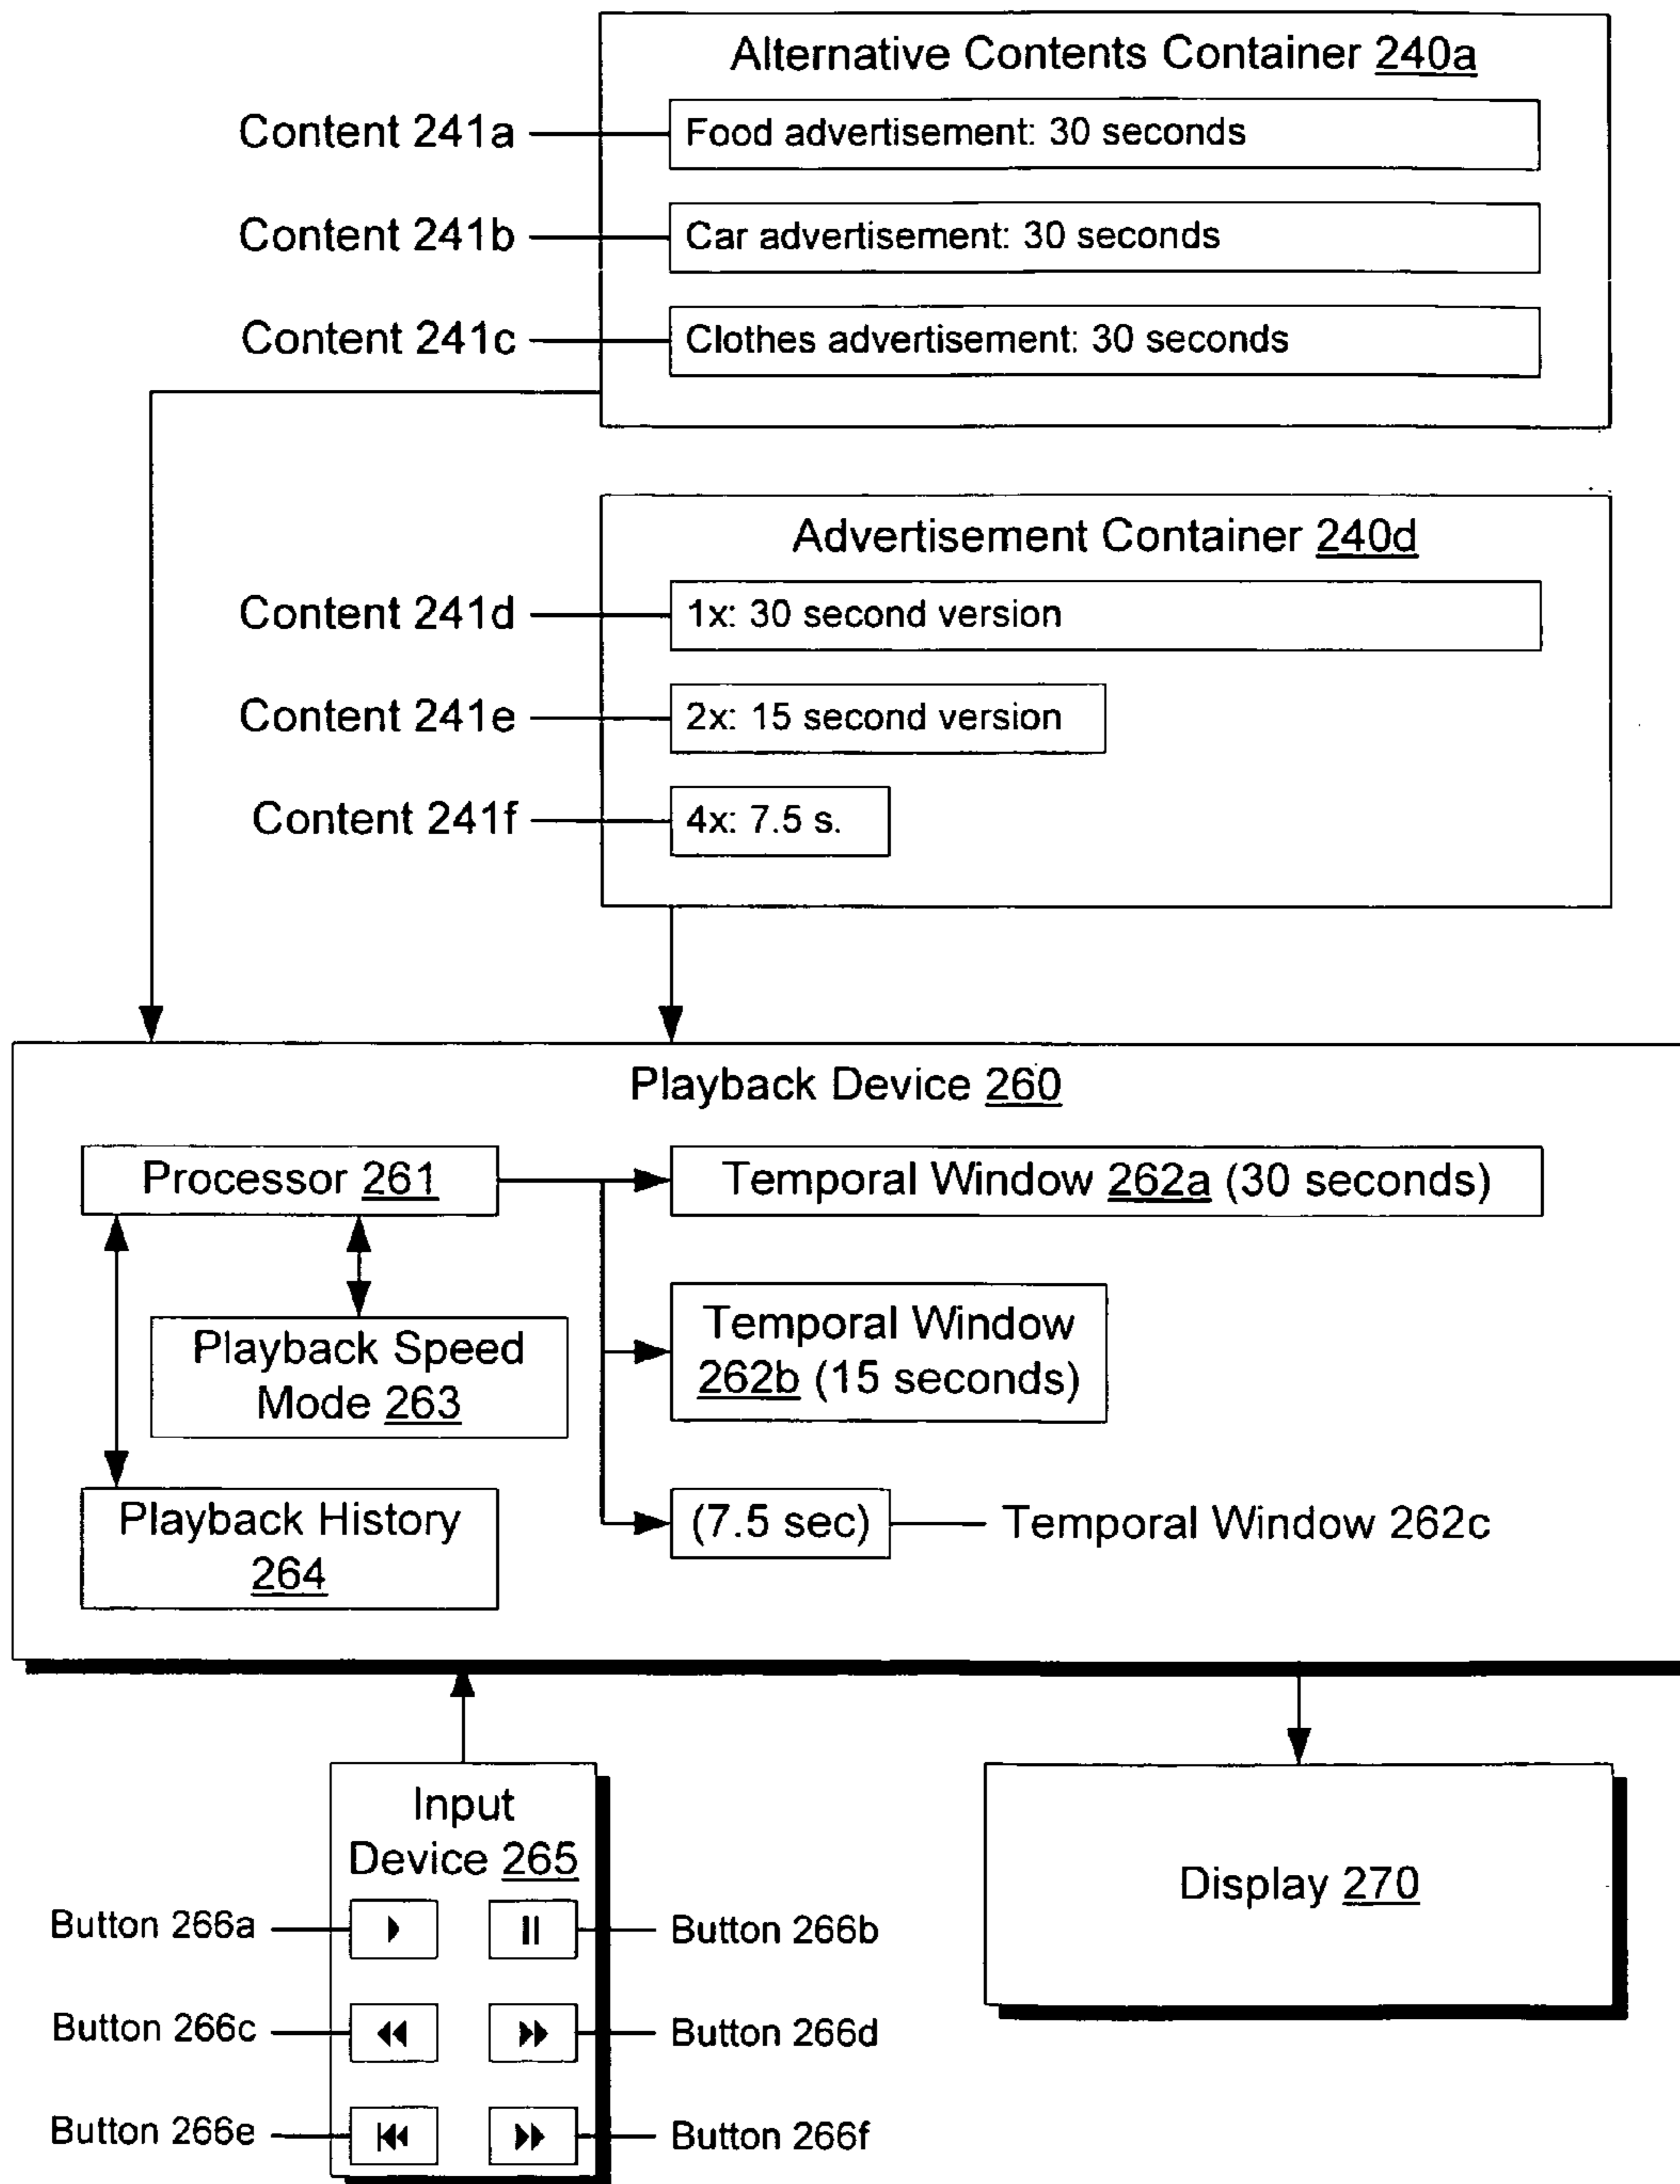 Alternative Contents Container 240a
Content 241a
Food advertisement: 30 seconds
Content 241b
Car advertisement: 30 seconds
Content 241c
Clothes advertisement: 30 seconds
Advertisement Container 240d
Content 241d
1x: 30 second version
Content 241e
2x: 15 second version
Content 241f
4x: 7.5 s.
Playback Device 260
Processor 261
Temporal Window 262a (30 seconds)
Playback Speed
Mode 263
Temporal Window
262b (15 seconds)
Playback History
264
(7.5 sec)
Temporal Window 262c
Input
Device 265
Button 266a
Button 266b
Button 266c
Button 266d
Button 266e
Button 266f
Display 270